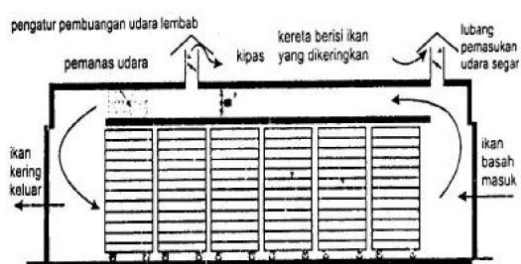 pengatur pembuangan udara lembab
pemanas udara
kipas
kereta berisi ikan
yang dikeringkan
lubang
pemasukan
udara segar
ikan
kering
keluar
ikan
basah
masuk